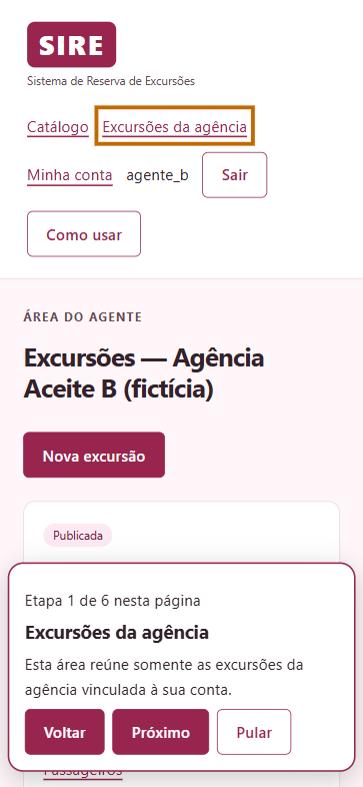 SIRE
Sistema de Reserva de Excursões
Catálogo Excursões da agência
Minha conta agente_b Sair
Como usar
ÁREA DO AGENTE
Excursões — Agência
Aceite B (fictícia)
Nova excursão
Publicada
Etapa 1 de 6 nesta página
Excursões da agência
Esta área reúne somente as excursões da
agência vinculada à sua conta.
Voltar Próximo Pular
Passageiros